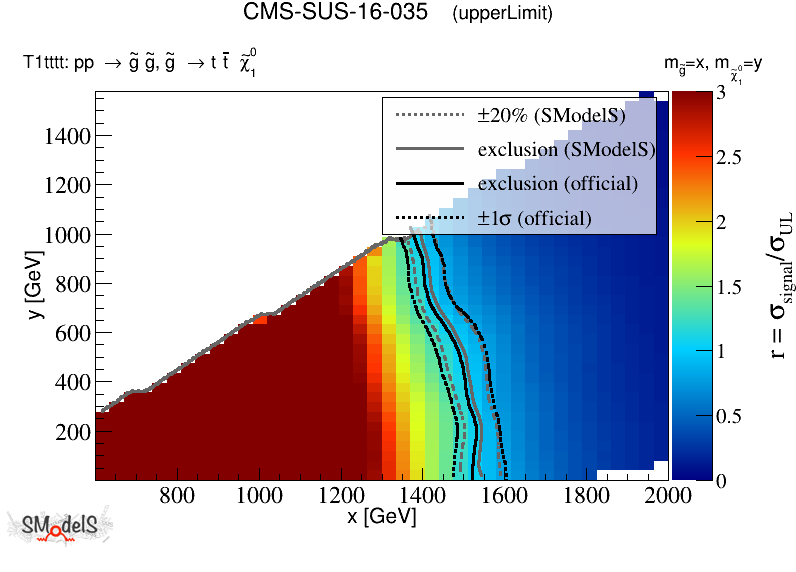 CMS-SUS-16-035 (upperLimit)
T1tttt: pp → g̃ g̃, g̃ → t t̄ χ̃₁⁰
m_g̃=x, m_χ̃₁⁰=y
±20% (SModelS)
exclusion (SModelS)
exclusion (official)
±1σ (official)
1400
1200
1000
800
600
400
200
y [GeV]
800 1000 1200 1400 1600 1800 2000
x [GeV]
3
2.5
2
1.5
1
0.5
0
r = σ_signal/σ_UL
SModelS